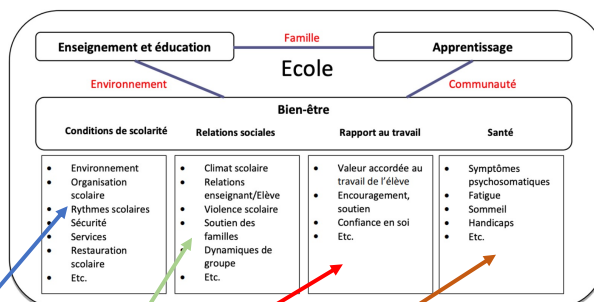 Famille
Enseignement et éducation
Apprentissage
Ecole
Environnement
Communauté
Bien-être
Conditions de scolarité
Relations sociales
Rapport au travail
Santé
• Environnement
• Organisation
scolaire
• Rythmes scolaires
• Sécurité
• Services
• Restauration
scolaire
• Etc.
• Climat scolaire
• Relations
enseignant/Elève
• Violence scolaire
• Soutien des
familles
• Dynamiques de
groupe
• Etc.
• Valeur accordée au
travail de l'élève
• Encouragement,
soutien
• Confiance en soi
• Etc.
• Symptômes
psychosomatiques
• Fatigue
• Sommeil
• Handicaps
• Etc.